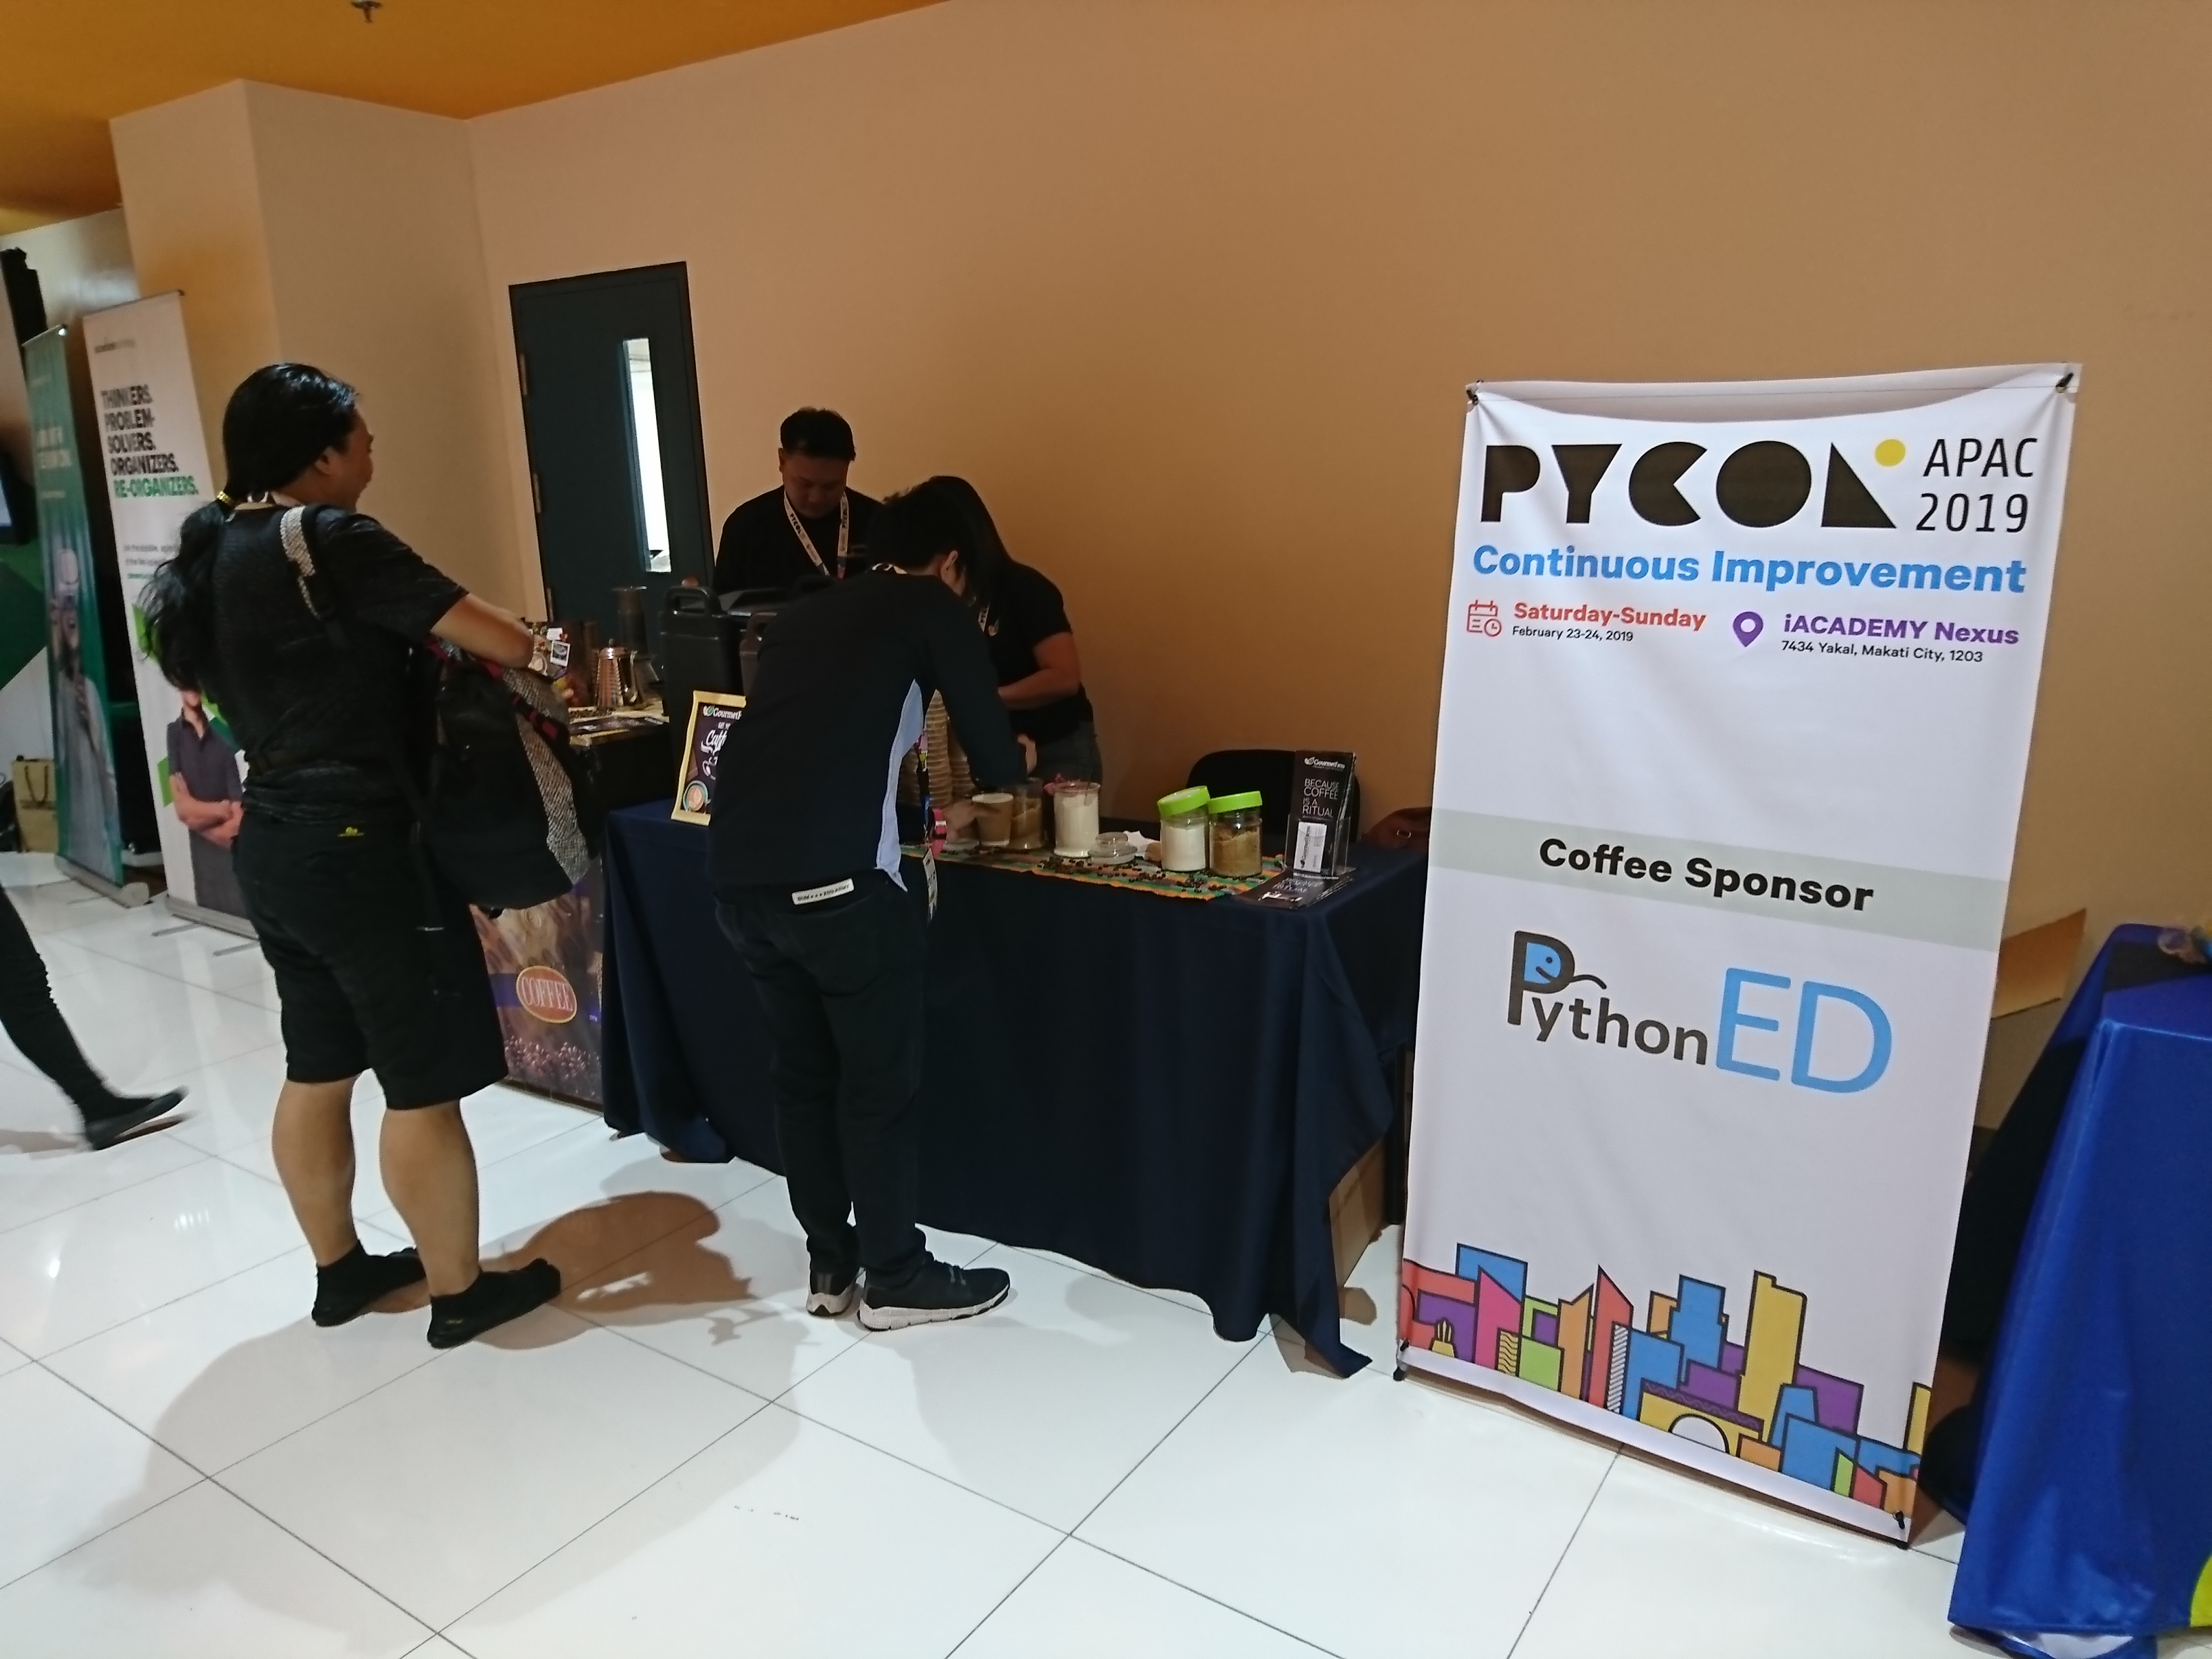 THINKERS.
PROBLEM-
SOLVERS.
ORGANIZERS.
RE-ORGANIZERS.
COFFEE
BECAUSE
COFFEE
IS A
RITUAL
PYCON APAC
2019
Continuous Improvement
Saturday-Sunday
February 23-24, 2019
iACADEMY Nexus
7434 Yakal, Makati City, 1203
Coffee Sponsor
PythonED